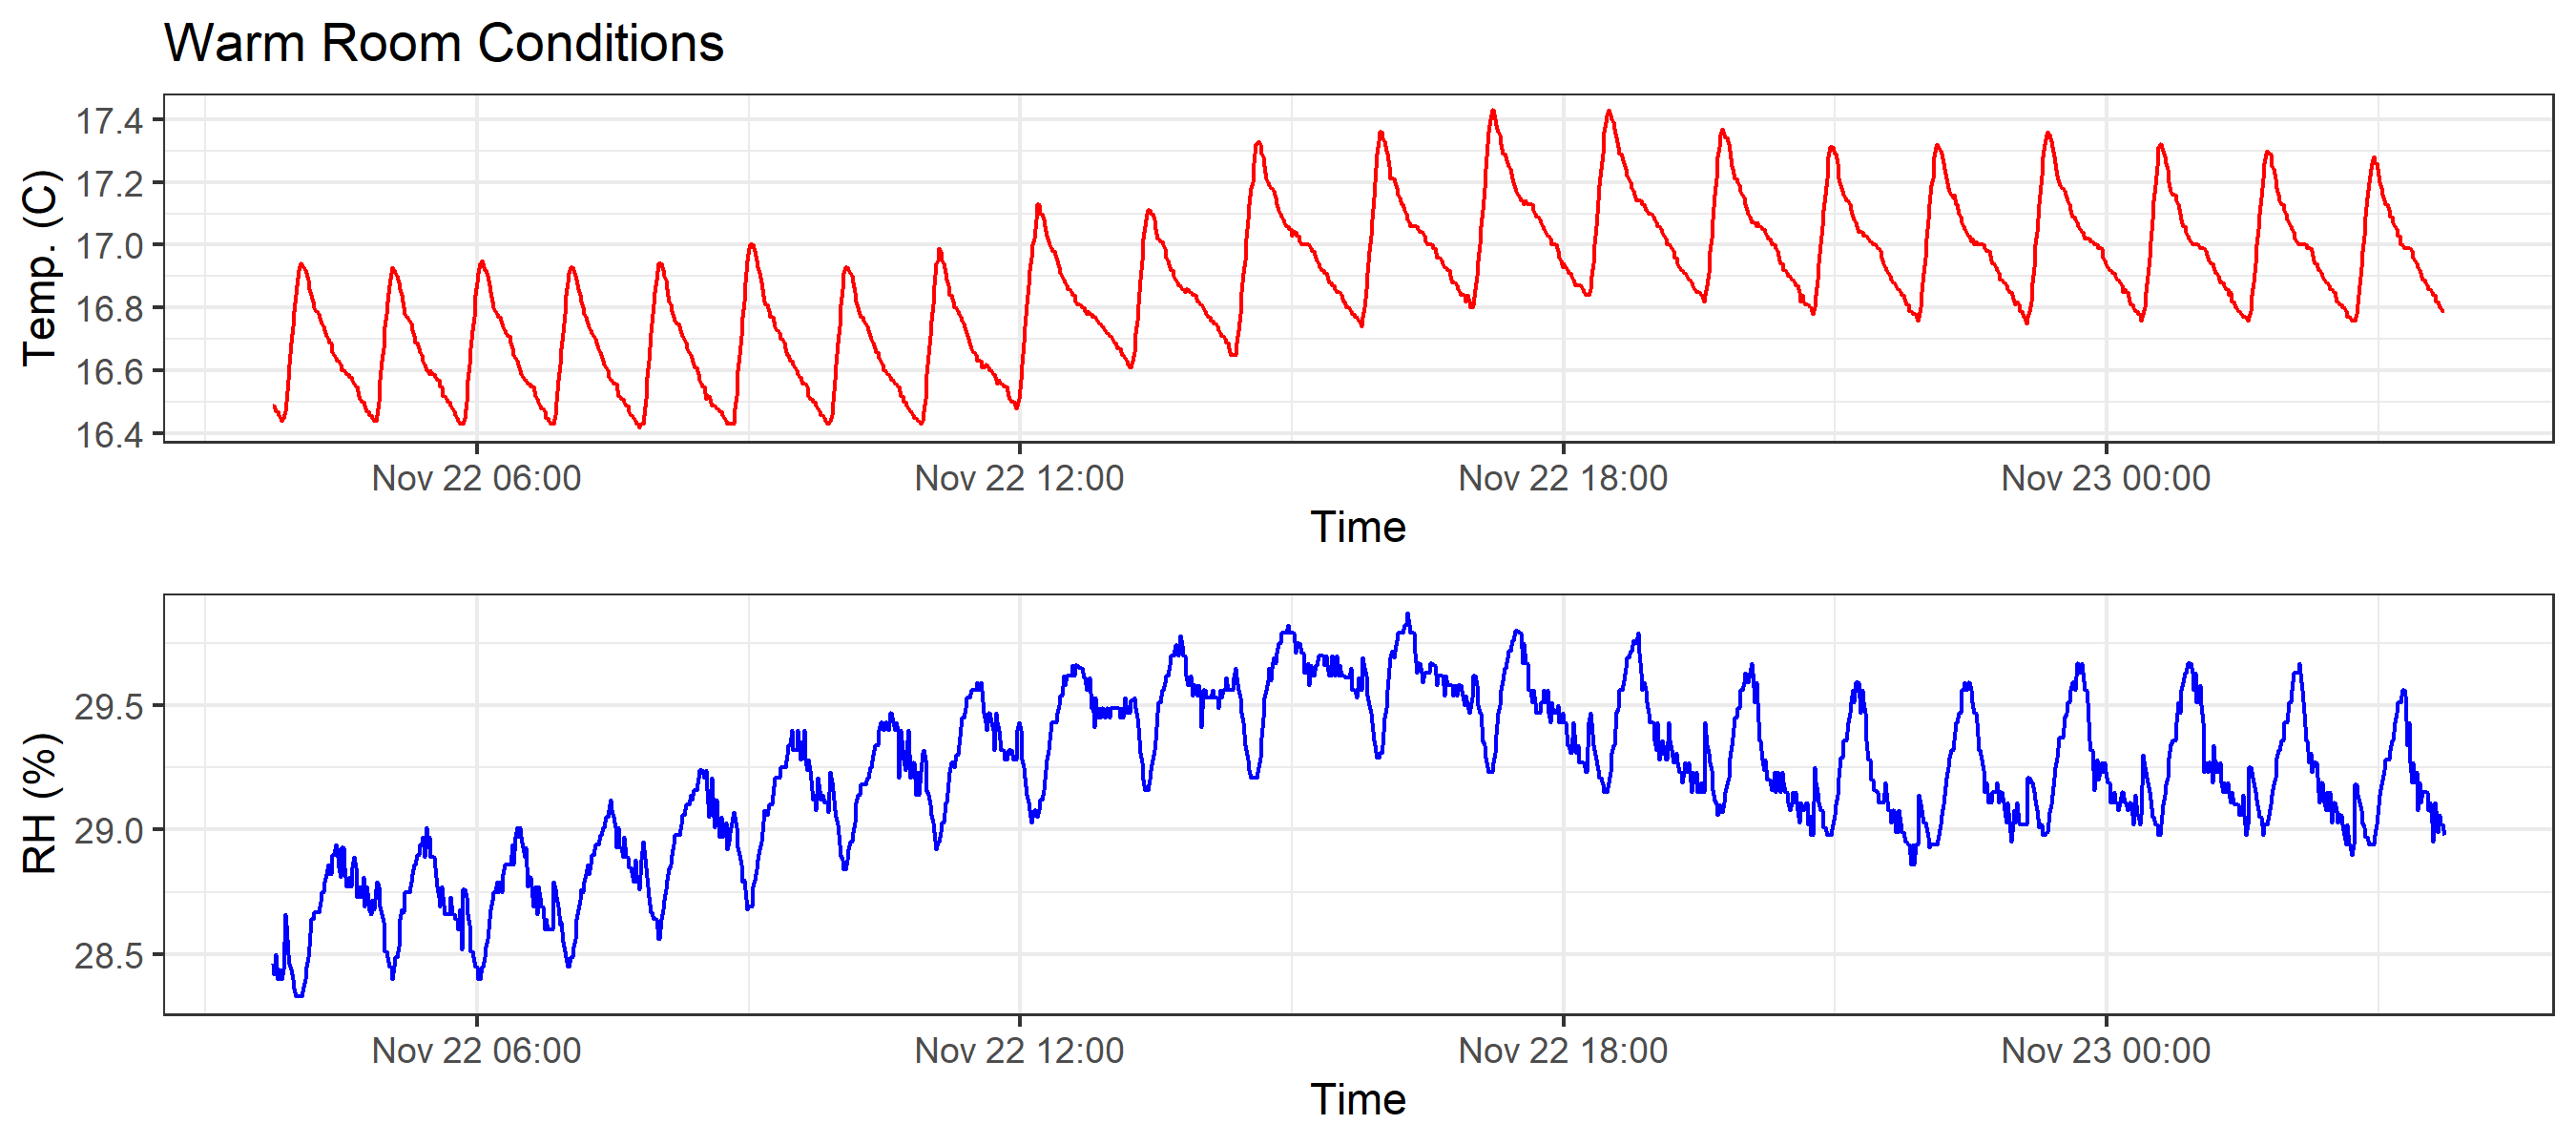 Warm Room Conditions
17.4
17.2
17.0
16.8
16.6
16.4
Temp. (C)
Nov 22 06:00 Nov 22 12:00 Nov 22 18:00 Nov 23 00:00
Time
29.5
29.0
28.5
RH (%)
Nov 22 06:00 Nov 22 12:00 Nov 22 18:00 Nov 23 00:00
Time